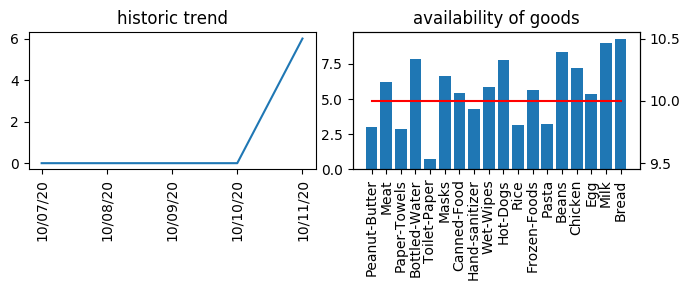 historic trend
6
4
2
0
10/07/20
10/08/20
10/09/20
10/10/20
10/11/20
availability of goods
7.5
5.0
2.5
0.0
10.5
10.0
9.5
Peanut-Butter
Meat
Paper-Towels
Bottled-Water
Toilet-Paper
Masks
Canned-Food
Hand-sanitizer
Wet-Wipes
Hot-Dogs
Rice
Frozen-Foods
Pasta
Beans
Chicken
Egg
Milk
Bread